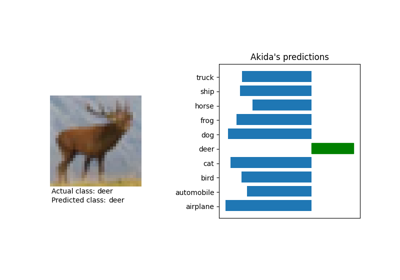 Akida's predictions
truck
ship
horse
frog
dog
deer
cat
bird
automobile
airplane
Actual class: deer
Predicted class: deer